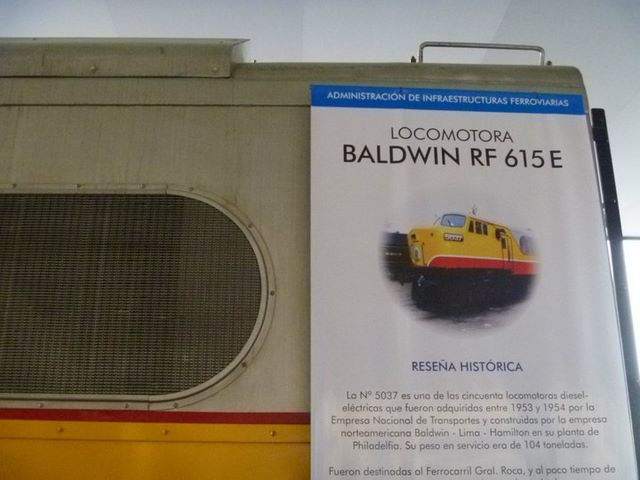 ADMINISTRACIÓN DE INFRAESTRUCTURAS FERROVIARIAS
LOCOMOTORA
BALDWIN RF 615 E
5037
RESEÑA HISTÓRICA
La Nº 5037 es una de las cincuenta locomotoras diesel-
eléctricas que fueron adquiridas entre 1953 y 1954 por la
Empresa Nacional de Transportes y construidas por la empresa
norteamericana Baldwin - Lima - Hamilton en su planta de
Philadelfia. Su peso en servicio era de 104 toneladas.
Fueron destinadas al Ferrocarril Gral. Roca, y al poco tiempo de